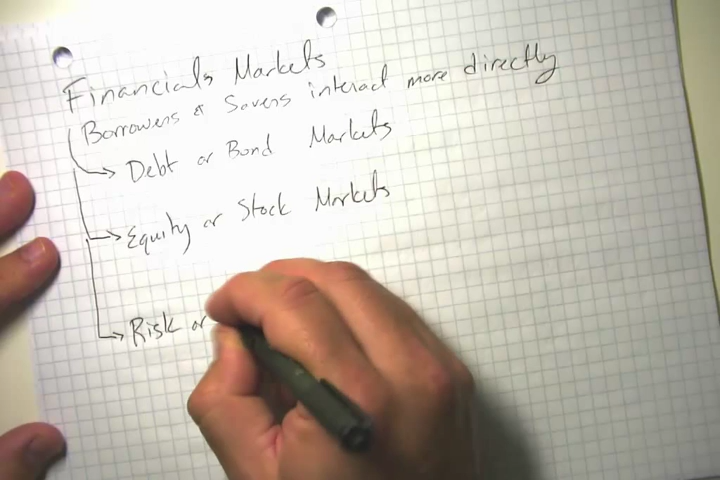 Financials Markets
Borrowers & Savers interact more directly
Debt or Bond Markets
Equity or Stock Markets
Risk or